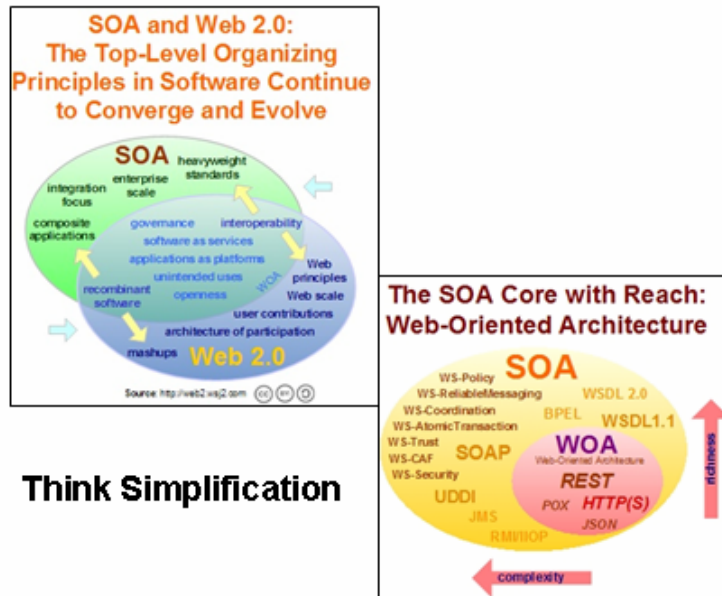 SOA and Web 2.0:
The Top-Level Organizing
Principles in Software Continue
to Converge and Evolve
SOA
heavyweight
standards
enterprise
scale
integration
focus
composite
applications
governance
interoperability
software as services
applications as platforms
unintended uses
WOA
openness
recombinant
software
Web
principles
Web scale
user contributions
architecture of participation
mashups
Web 2.0
Source: http://web2.wsj2.com
Think Simplification
The SOA Core with Reach:
Web-Oriented Architecture
SOA
WS-Policy
WS-ReliableMessaging
WS-Coordination
WS-AtomicTransaction
WS-Trust
WS-CAF
WS-Security
WSDL 2.0
BPEL
WSDL1.1
SOAP
UDDI
JMS
RMI/IIOP
WOA
Web-Oriented Architecture
REST
POX HTTP(S)
JSON
richness
complexity